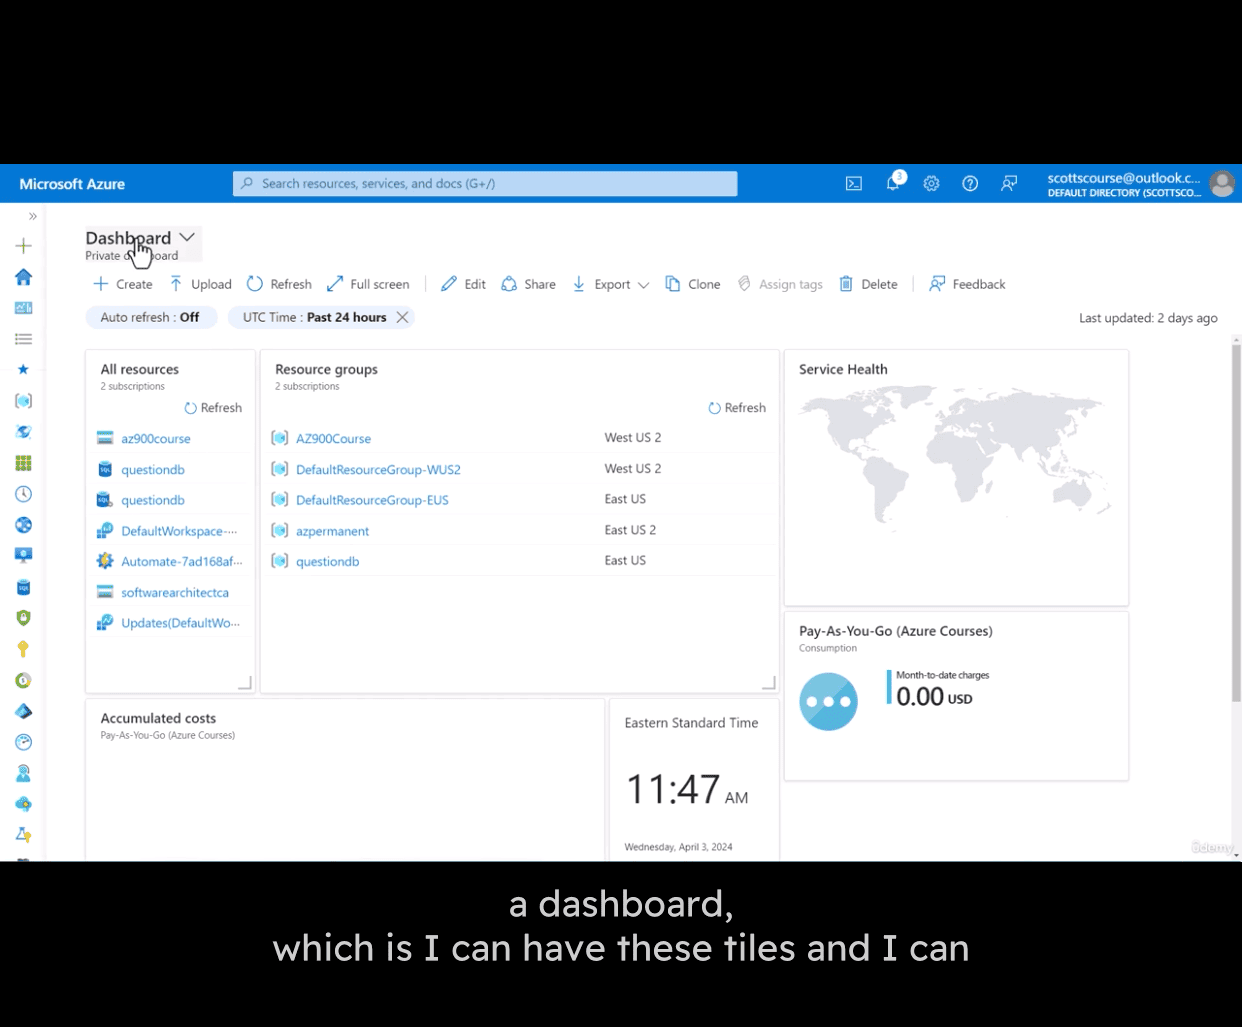 Microsoft Azure
Search resources, services, and docs (G+/)
3
scottscourse@outlook.c...
DEFAULT DIRECTORY (SCOTTSCO...
Dashboard
Private dashboard
Create
Upload
Refresh
Full screen
Edit
Share
Export
Clone
Assign tags
Delete
Feedback
Auto refresh : Off
UTC Time : Past 24 hours
Last updated: 2 days ago
All resources
2 subscriptions
Refresh
az900course
questiondb
questiondb
DefaultWorkspace-...
Automate-7ad168af...
softwarearchitectca
Updates(DefaultWo...
Resource groups
2 subscriptions
Refresh
AZ900Course West US 2
DefaultResourceGroup-WUS2 West US 2
DefaultResourceGroup-EUS East US
azpermanent East US 2
questiondb East US
Service Health
Pay-As-You-Go (Azure Courses)
Consumption
Month-to-date charges
0.00 USD
Accumulated costs
Pay-As-You-Go (Azure Courses)
Eastern Standard Time
11:47 AM
Wednesday, April 3, 2024
ûdemy
a dashboard,
which is I can have these tiles and I can